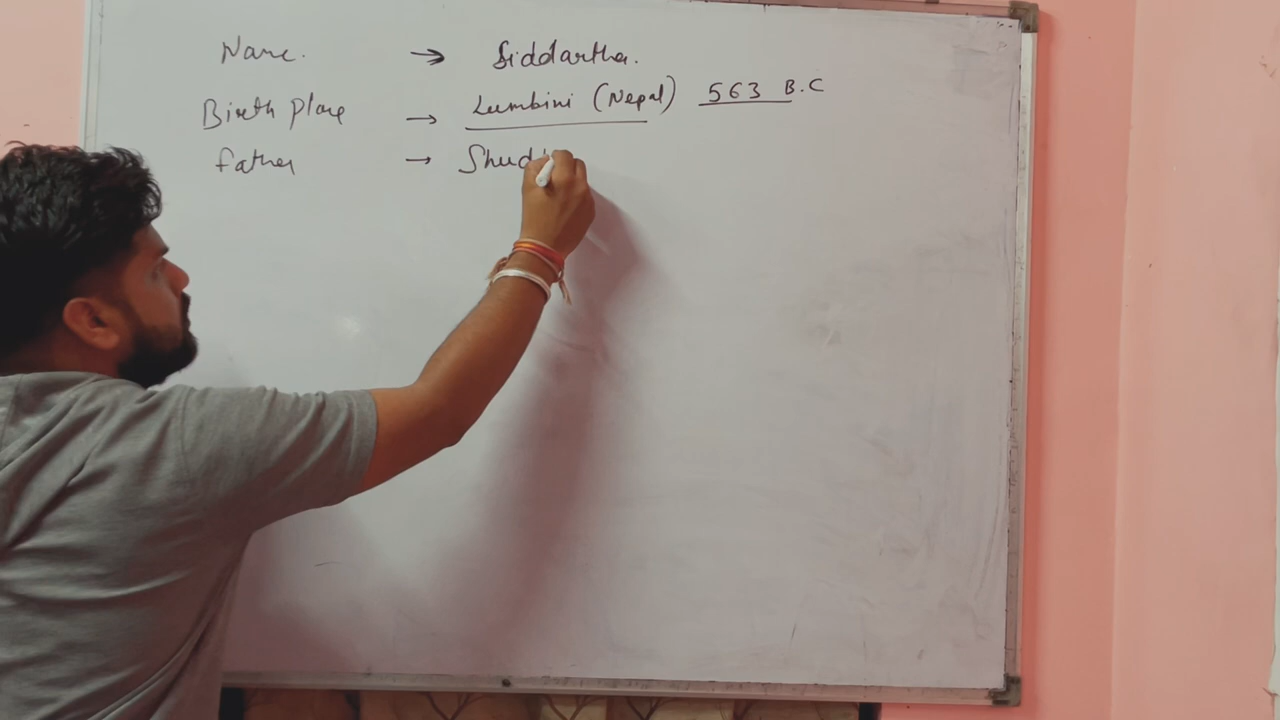 Name. → Siddartha.
Birth place → Lumbini (Nepal) 563 B.C
father → Shud